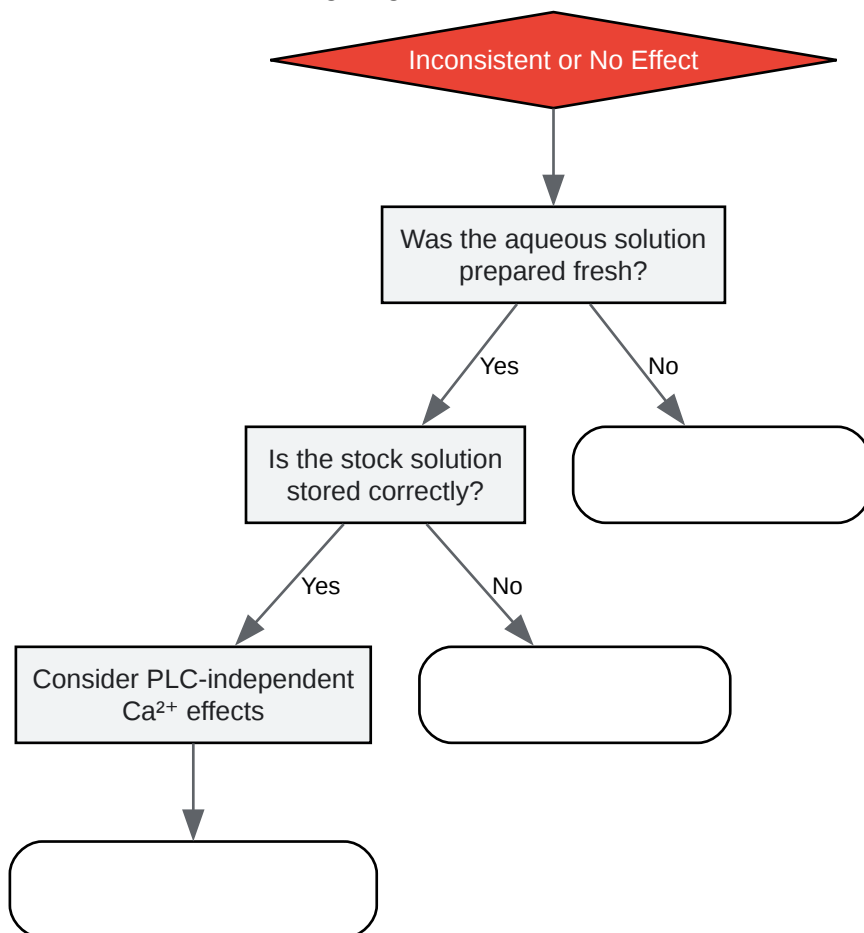 Inconsistent or No Effect
Was the aqueous solution
prepared fresh?
Yes
No
Is the stock solution
stored correctly?
Yes
No
Consider PLC-independent
Ca²⁺ effects